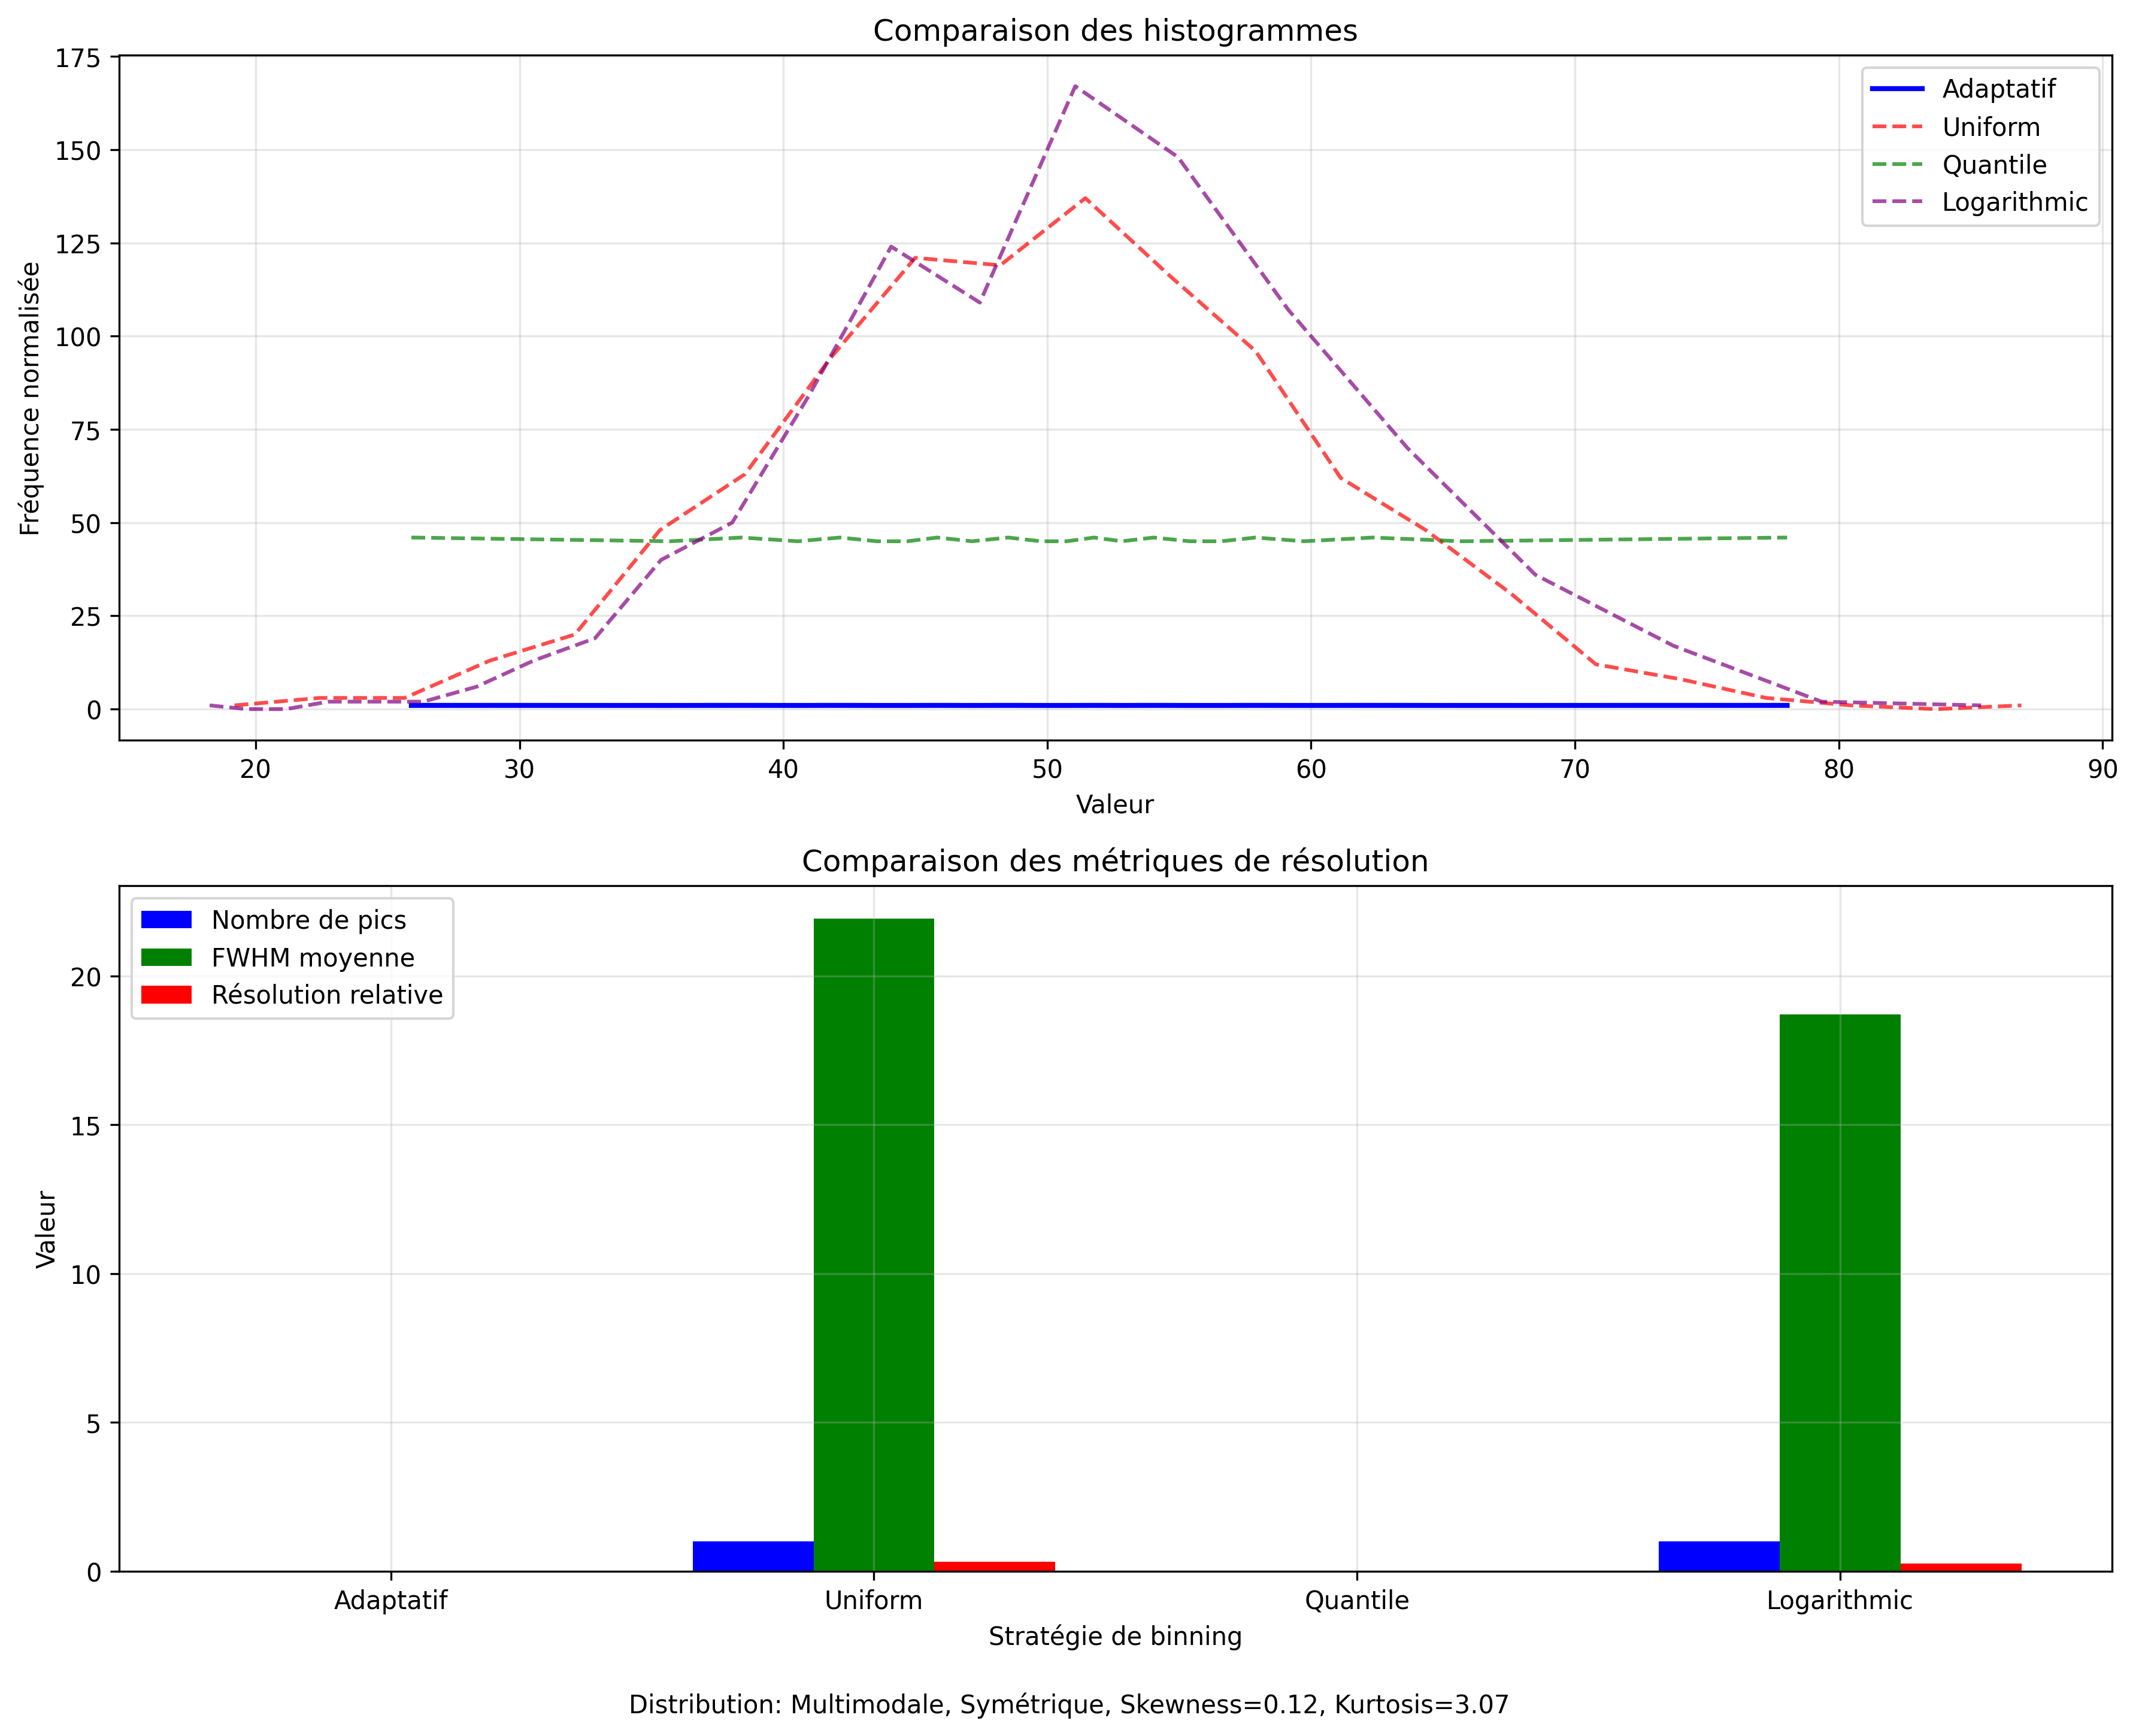 Comparaison des histogrammes
175
150
125
100
75
50
25
0
Fréquence normalisée
Adaptatif
Uniform
Quantile
Logarithmic
20 30 40 50 60 70 80 90
Valeur
Comparaison des métriques de résolution
20
15
10
5
0
Valeur
Nombre de pics
FWHM moyenne
Résolution relative
Adaptatif Uniform Quantile Logarithmic
Stratégie de binning
Distribution: Multimodale, Symétrique, Skewness=0.12, Kurtosis=3.07